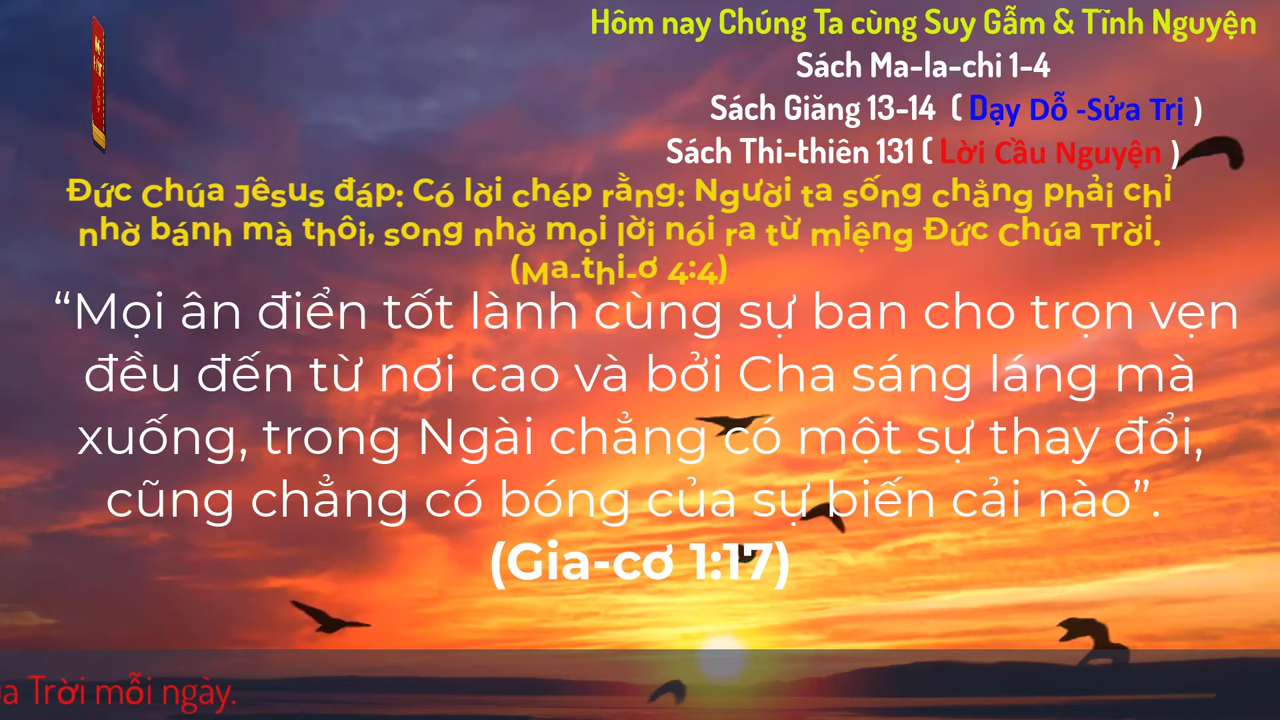 Hôm nay Chúng Ta cùng Suy Gẫm & Tĩnh Nguyện
Sách Ma-la-chi 1-4
Sách Giăng 13-14 ( Dạy Dỗ -Sửa Trị )
Sách Thi-thiên 131 ( Lời Cầu Nguyện )
Đức Chúa Jêsus đáp: Có lời chép rằng: Người ta sống chẳng phải chỉ
nhờ bánh mà thôi, song nhờ mọi lời nói ra từ miệng Đức Chúa Trời.
(Ma-thi-ơ 4:4)
“Mọi ân điển tốt lành cùng sự ban cho trọn vẹn
đều đến từ nơi cao và bởi Cha sáng láng mà
xuống, trong Ngài chẳng có một sự thay đổi,
cũng chẳng có bóng của sự biến cải nào”.
(Gia-cơ 1:17)
Trời mỗi ngày.